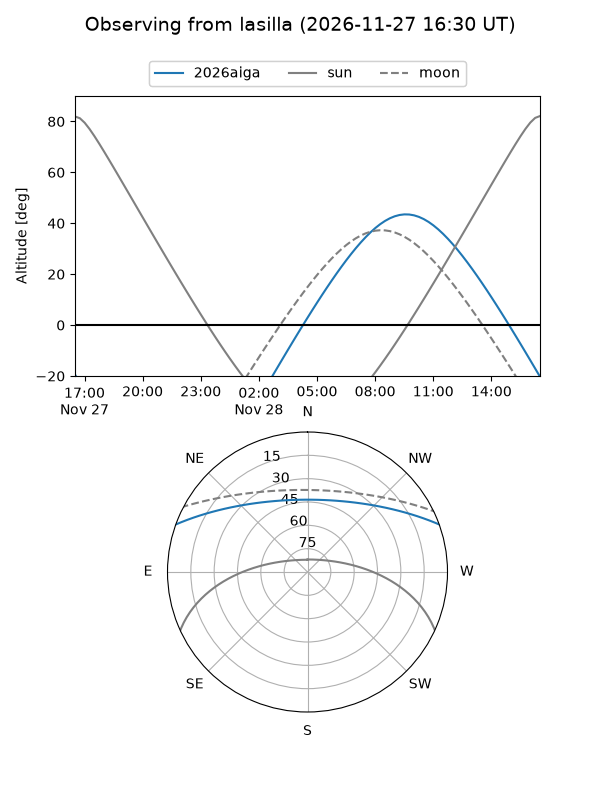 Observing from lasilla (2026-11-27 16:30 UT)
2026aiga sun moon
Altitude [deg]
80
60
40
20
0
−20
17:00 20:00 23:00 02:00 05:00 08:00 11:00 14:00
Nov 27 Nov 28
N
NE NW
15
30
45
60
75
E W
SE SW
S